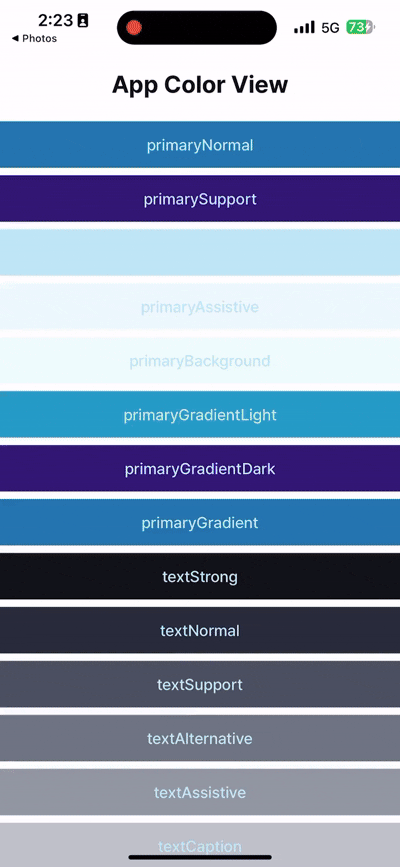 2:23
5G
73
◀ Photos
App Color View
primaryNormal
primarySupport
primaryAssistive
primaryBackground
primaryGradientLight
primaryGradientDark
primaryGradient
textStrong
textNormal
textSupport
textAlternative
textAssistive
textCaption